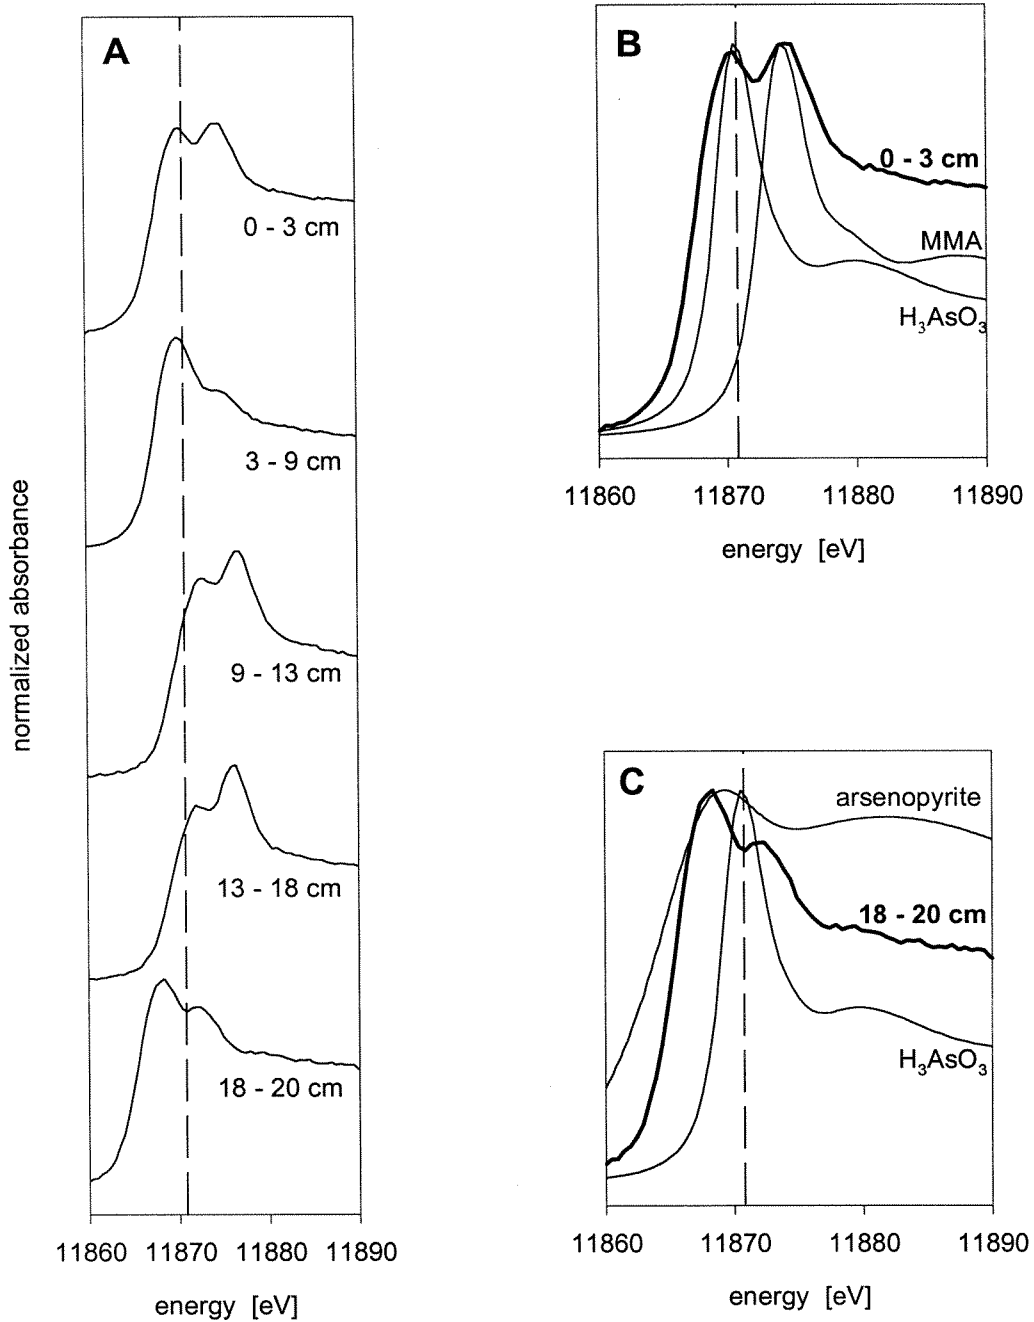 A
0 - 3 cm
3 - 9 cm
9 - 13 cm
13 - 18 cm
18 - 20 cm
normalized absorbance
11860 11870 11880 11890
energy [eV]
B
0 - 3 cm
MMA
H₃AsO₃
11860 11870 11880 11890
energy [eV]
C
arsenopyrite
18 - 20 cm
H₃AsO₃
11860 11870 11880 11890
energy [eV]